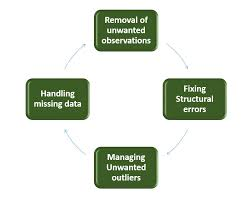 Removal of
unwanted
observations
Fixing
Structural
errors
Managing
Unwanted
outliers
Handling
missing data